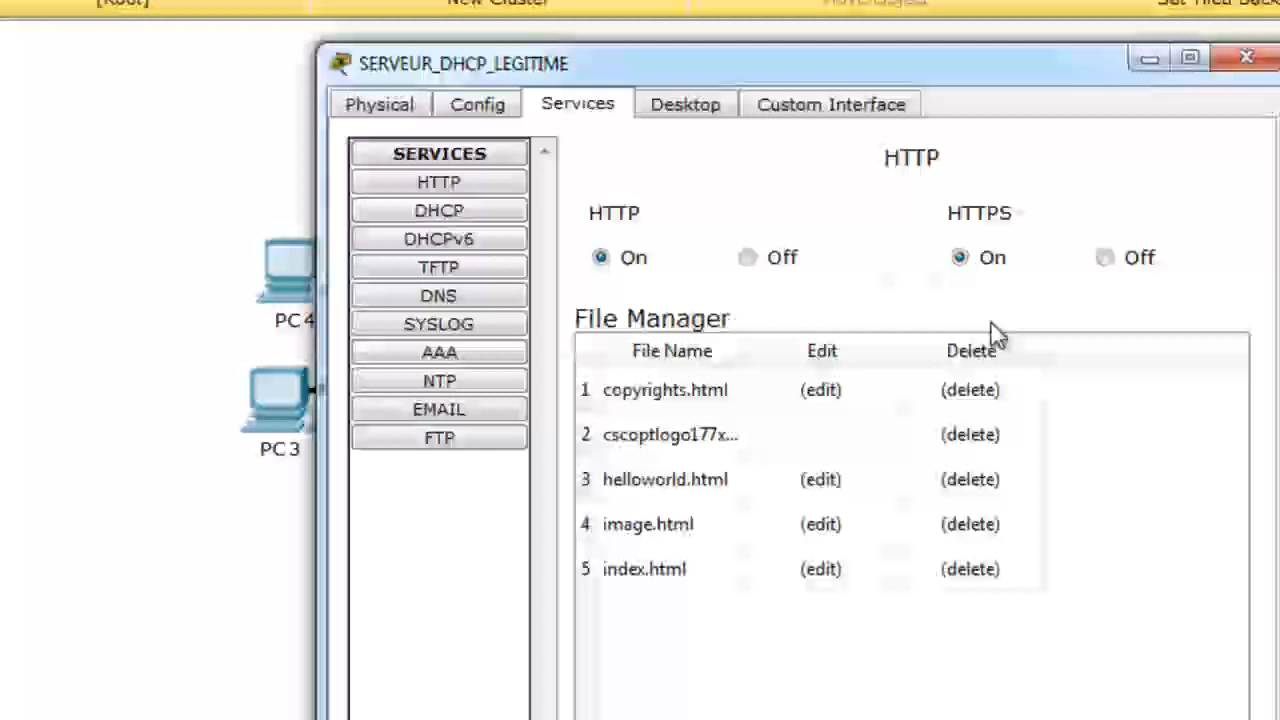 [Root]
New Cluster
SERVEUR_DHCP_LEGITIME
Physical Config Services Desktop Custom Interface
SERVICES
HTTP
DHCP
DHCPv6
TFTP
DNS
SYSLOG
AAA
NTP
EMAIL
FTP
HTTP
HTTP HTTPS
On Off On Off
File Manager
File Name Edit Delete
1 copyrights.html (edit) (delete)
2 cscoptlogo177x... (delete)
3 helloworld.html (edit) (delete)
4 image.html (edit) (delete)
5 index.html (edit) (delete)
PC 4
PC 3